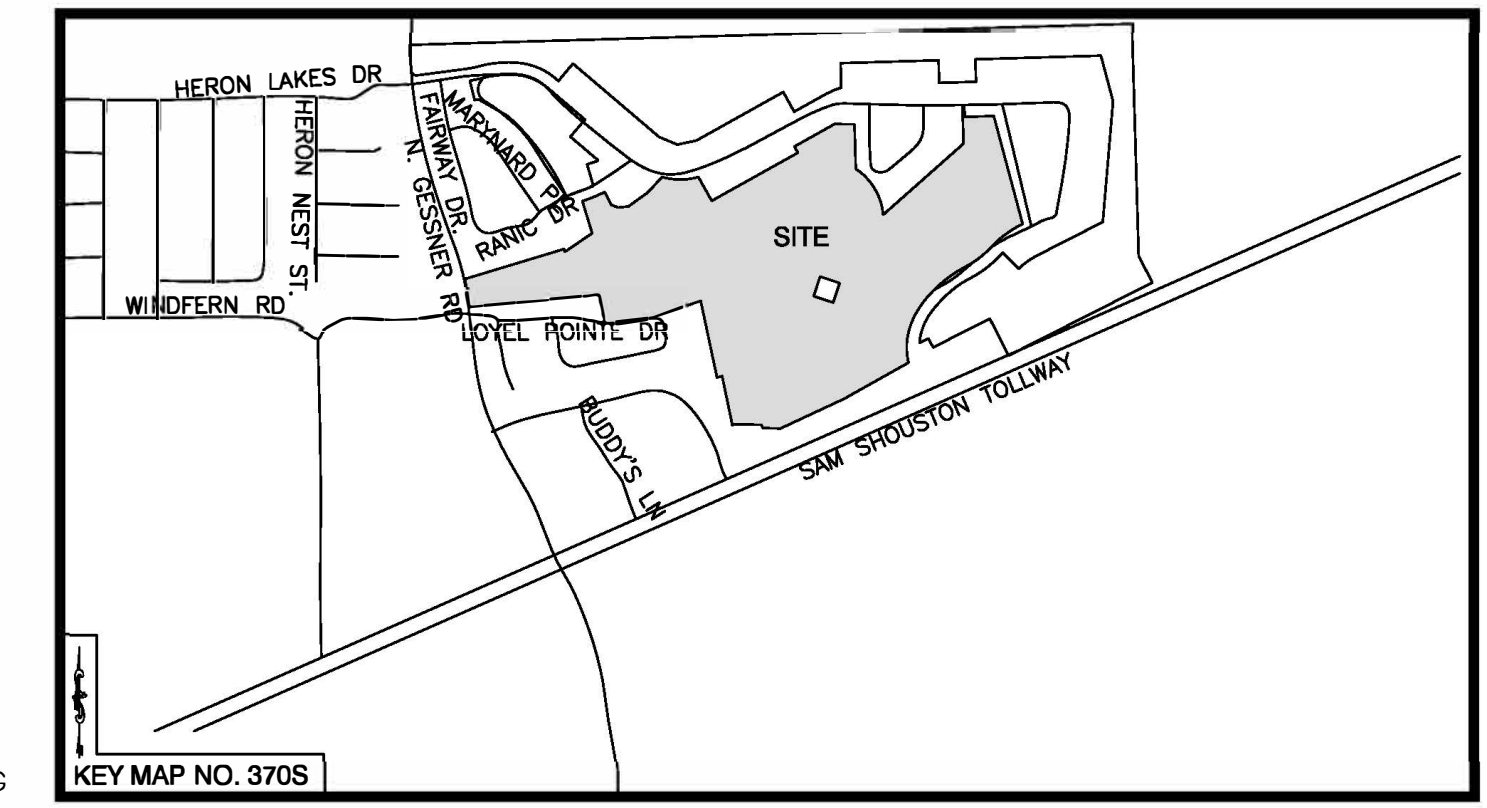 HERON LAKES DR
HERON NEST ST.
FAIRWAY DR.
MARYNARD PL
N. GESSNER RD
RANIC DR
SITE
WINDFERN RD
LOYEL POINTE DR
BUDDY'S LN
SAM SHOUSTON TOLLWAY
KEY MAP NO. 370S
G